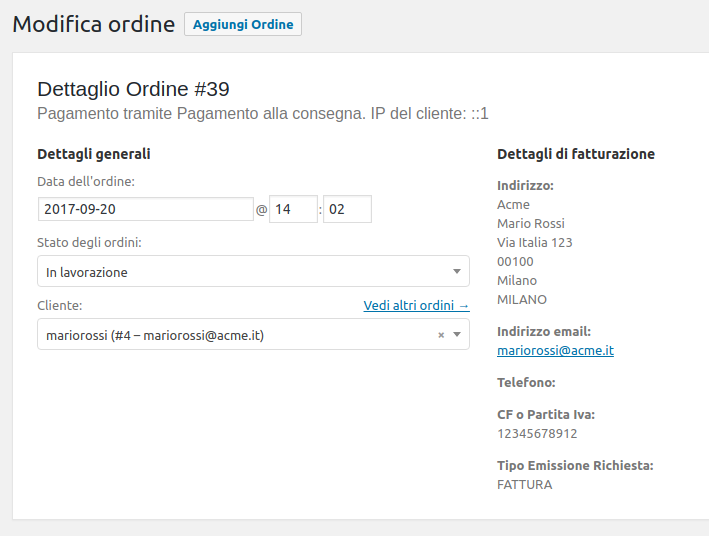 Modifica ordine Aggiungi Ordine
Dettaglio Ordine #39
Pagamento tramite Pagamento alla consegna. IP del cliente: ::1
Dettagli generali
Data dell'ordine:
2017-09-20 @ 14 : 02
Stato degli ordini:
In lavorazione
Cliente: Vedi altri ordini →
mariorossi (#4 – mariorossi@acme.it) ×
Dettagli di fatturazione
Indirizzo:
Acme
Mario Rossi
Via Italia 123
00100
Milano
MILANO
Indirizzo email:
mariorossi@acme.it
Telefono:
CF o Partita Iva:
12345678912
Tipo Emissione Richiesta:
FATTURA